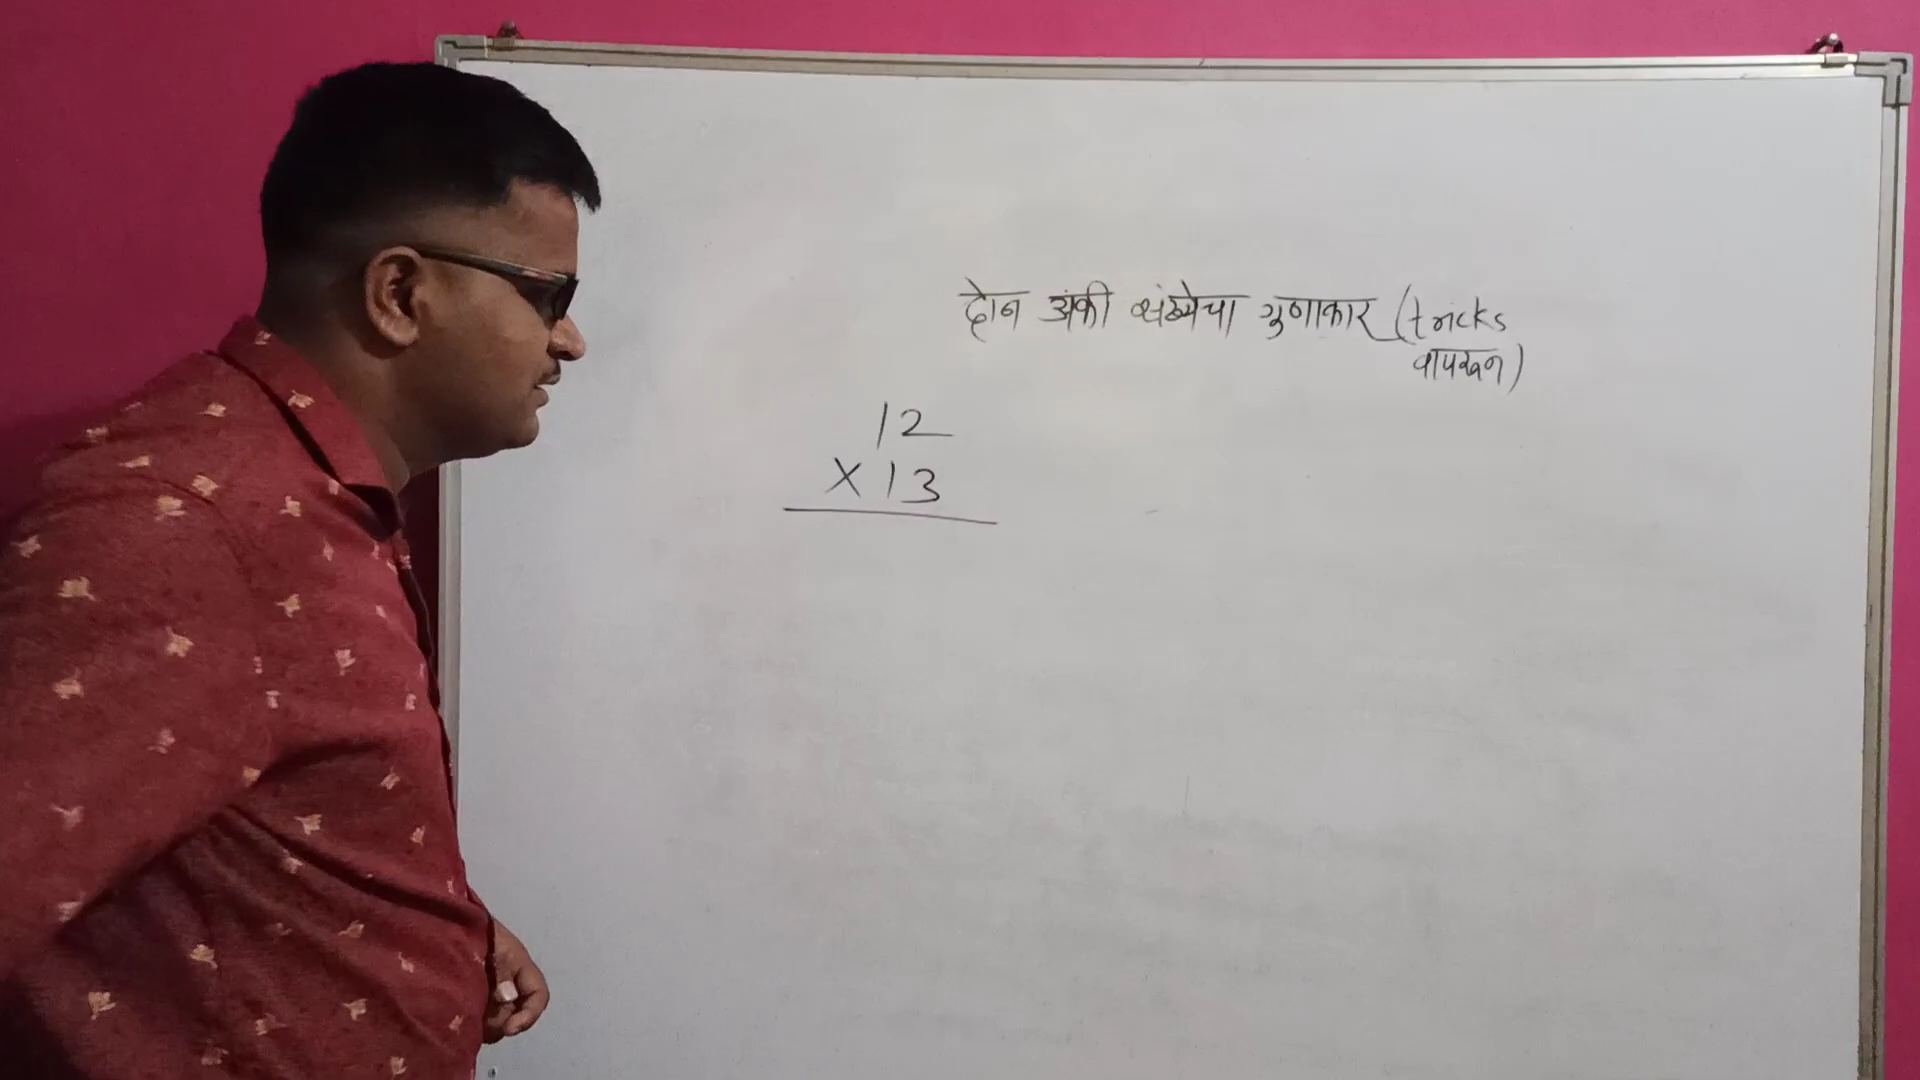 दोन अंकी संख्येचा गुणाकार (tricks
वापरून)
12
X 13